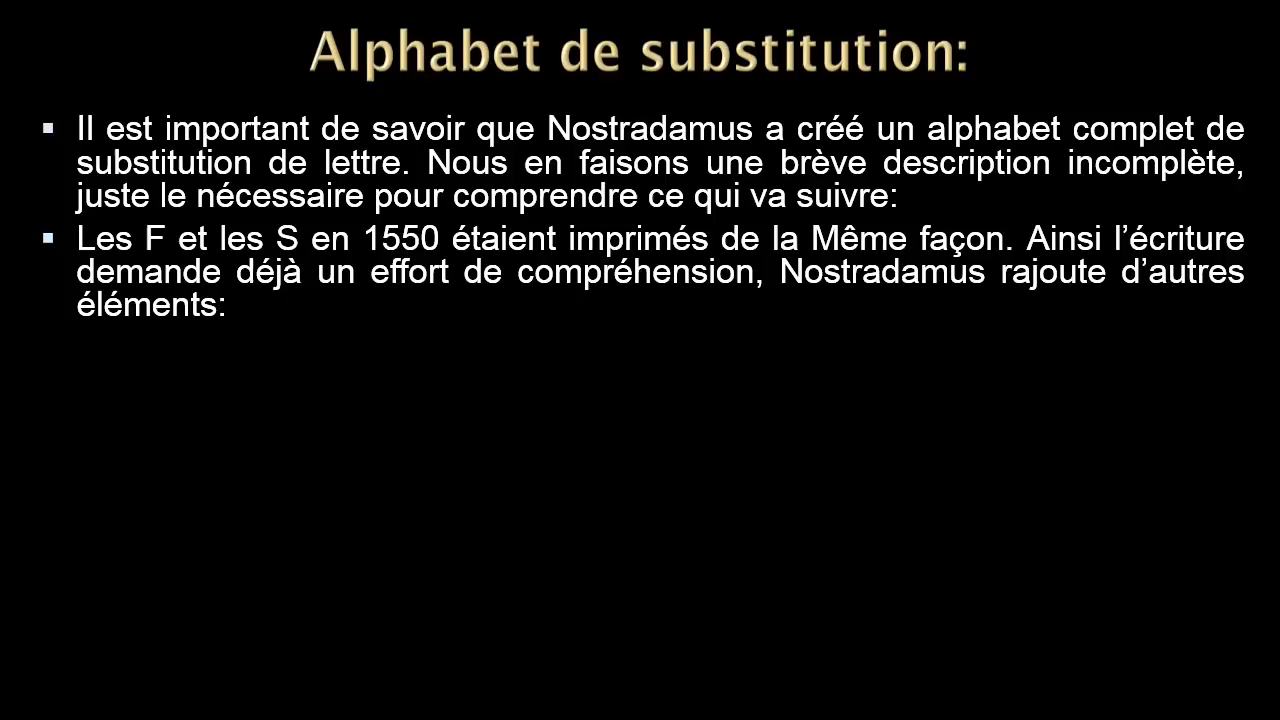 Alphabet de substitution:
▪ Il est important de savoir que Nostradamus a créé un alphabet complet de
substitution de lettre. Nous en faisons une brève description incomplète,
juste le nécessaire pour comprendre ce qui va suivre:
▪ Les F et les S en 1550 étaient imprimés de la Même façon. Ainsi l’écriture
demande déjà un effort de compréhension, Nostradamus rajoute d’autres
éléments: